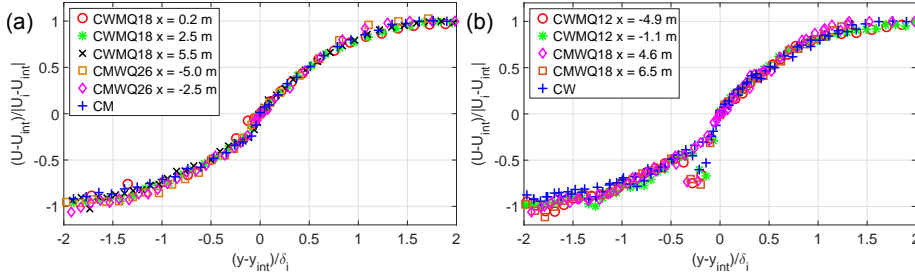 (a)
CWMQ18 x = 0.2 m
CWMQ18 x = 2.5 m
CWMQ18 x = 5.5 m
CMWQ26 x = -5.0 m
CMWQ26 x = -2.5 m
CM
(U-U_int)/|U_i-U_int|
1
0.5
0
-0.5
-1
-2
-1.5
-1
-0.5
0
0.5
1
1.5
2
(y-y_int)/δ_i
(b)
CWMQ12 x = -4.9 m
CWMQ12 x = -1.1 m
CMWQ18 x = 4.6 m
CMWQ18 x = 6.5 m
CW
(U-U_int)/|U_i-U_int|
1
0.5
0
-0.5
-1
-2
-1.5
-1
-0.5
0
0.5
1
1.5
2
(y-y_int)/δ_i